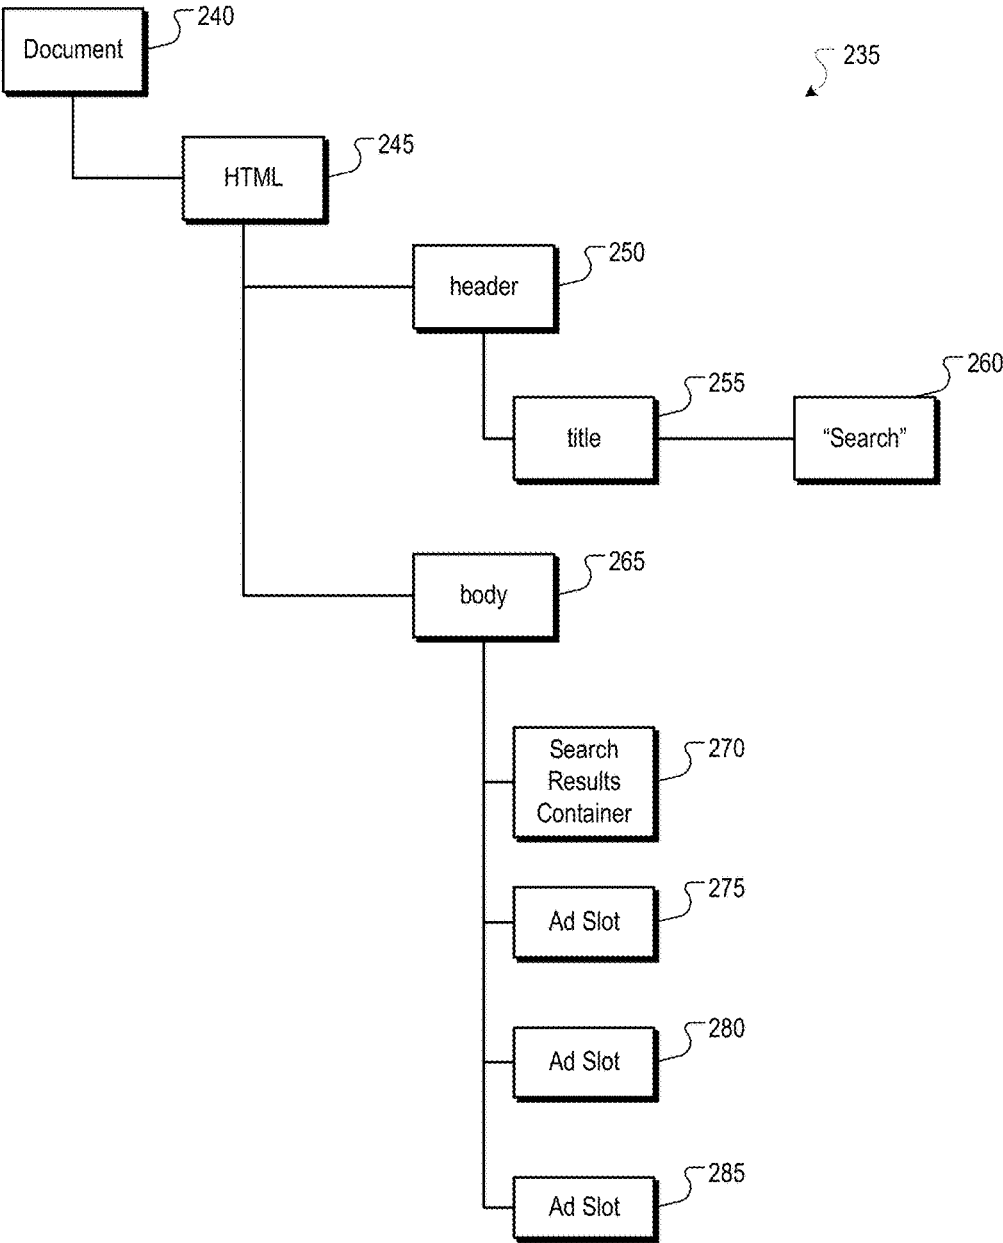 Document
240
235
HTML
245
header
250
title
255
"Search"
260
body
265
Search
Results
Container
270
Ad Slot
275
Ad Slot
280
Ad Slot
285